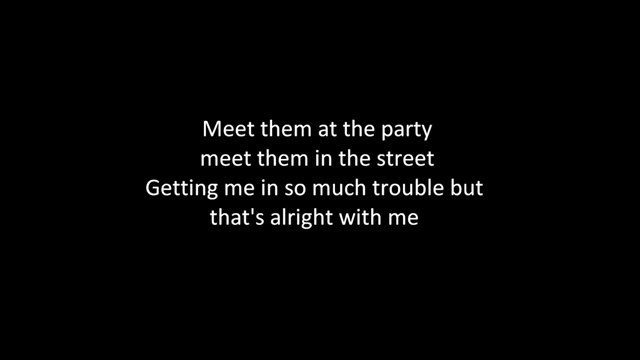 Meet them at the party
meet them in the street
Getting me in so much trouble but
that's alright with me